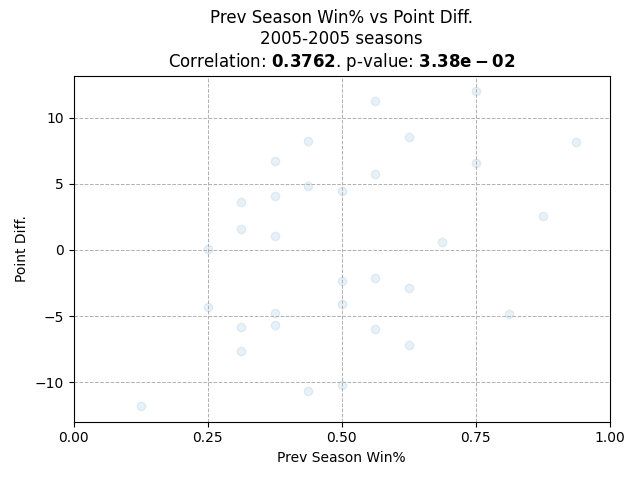 Prev Season Win% vs Point Diff.
2005-2005 seasons
Correlation: 0.3762. p-value: 3.38e − 02
10
5
0
−5
−10
Point Diff.
0.00 0.25 0.50 0.75 1.00
Prev Season Win%